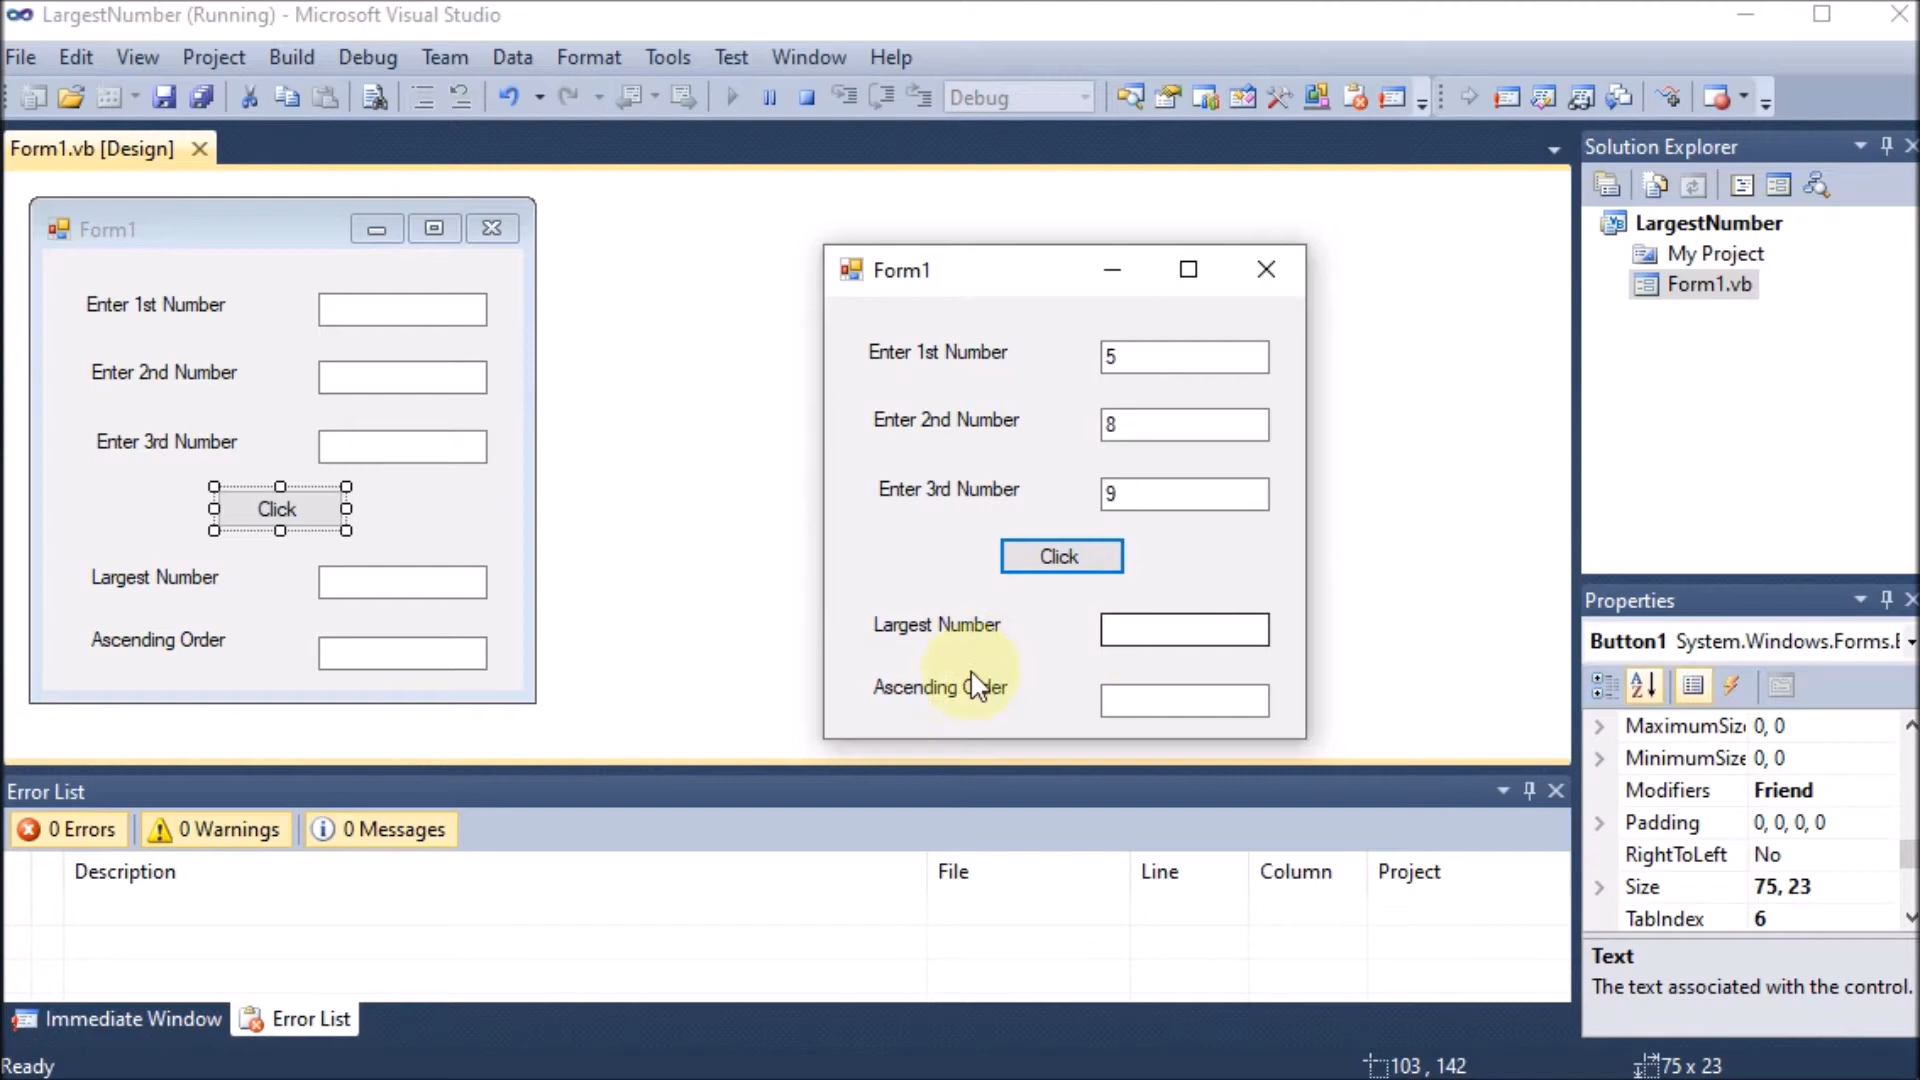 LargestNumber (Running) - Microsoft Visual Studio
File Edit View Project Build Debug Team Data Format Tools Test Window Help
Debug
Form1.vb [Design]
Form1
Enter 1st Number
Enter 2nd Number
Enter 3rd Number
Click
Largest Number
Ascending Order
Form1
Enter 1st Number 5
Enter 2nd Number 8
Enter 3rd Number 9
Click
Largest Number
Ascending Order
Solution Explorer
LargestNumber
My Project
Form1.vb
Properties
Button1 System.Windows.Forms.
MaximumSiz 0, 0
MinimumSize 0, 0
Modifiers Friend
Padding 0, 0, 0, 0
RightToLeft No
Size 75, 23
TabIndex 6
Text
The text associated with the control.
Error List
0 Errors 0 Warnings 0 Messages
Description File Line Column Project
Immediate Window Error List
Ready 103 , 142 75 x 23